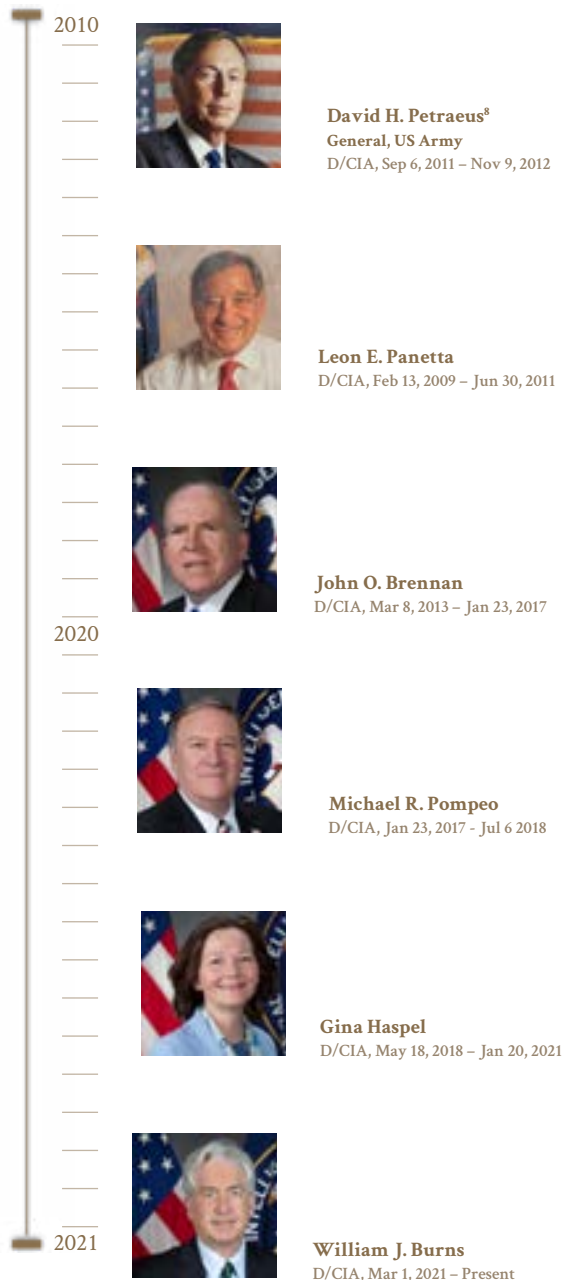 2010
David H. Petraeus⁸
General, US Army
D/CIA, Sep 6, 2011 – Nov 9, 2012
Leon E. Panetta
D/CIA, Feb 13, 2009 – Jun 30, 2011
John O. Brennan
D/CIA, Mar 8, 2013 – Jan 23, 2017
2020
Michael R. Pompeo
D/CIA, Jan 23, 2017 - Jul 6 2018
Gina Haspel
D/CIA, May 18, 2018 – Jan 20, 2021
2021
William J. Burns
D/CIA, Mar 1, 2021 – Present